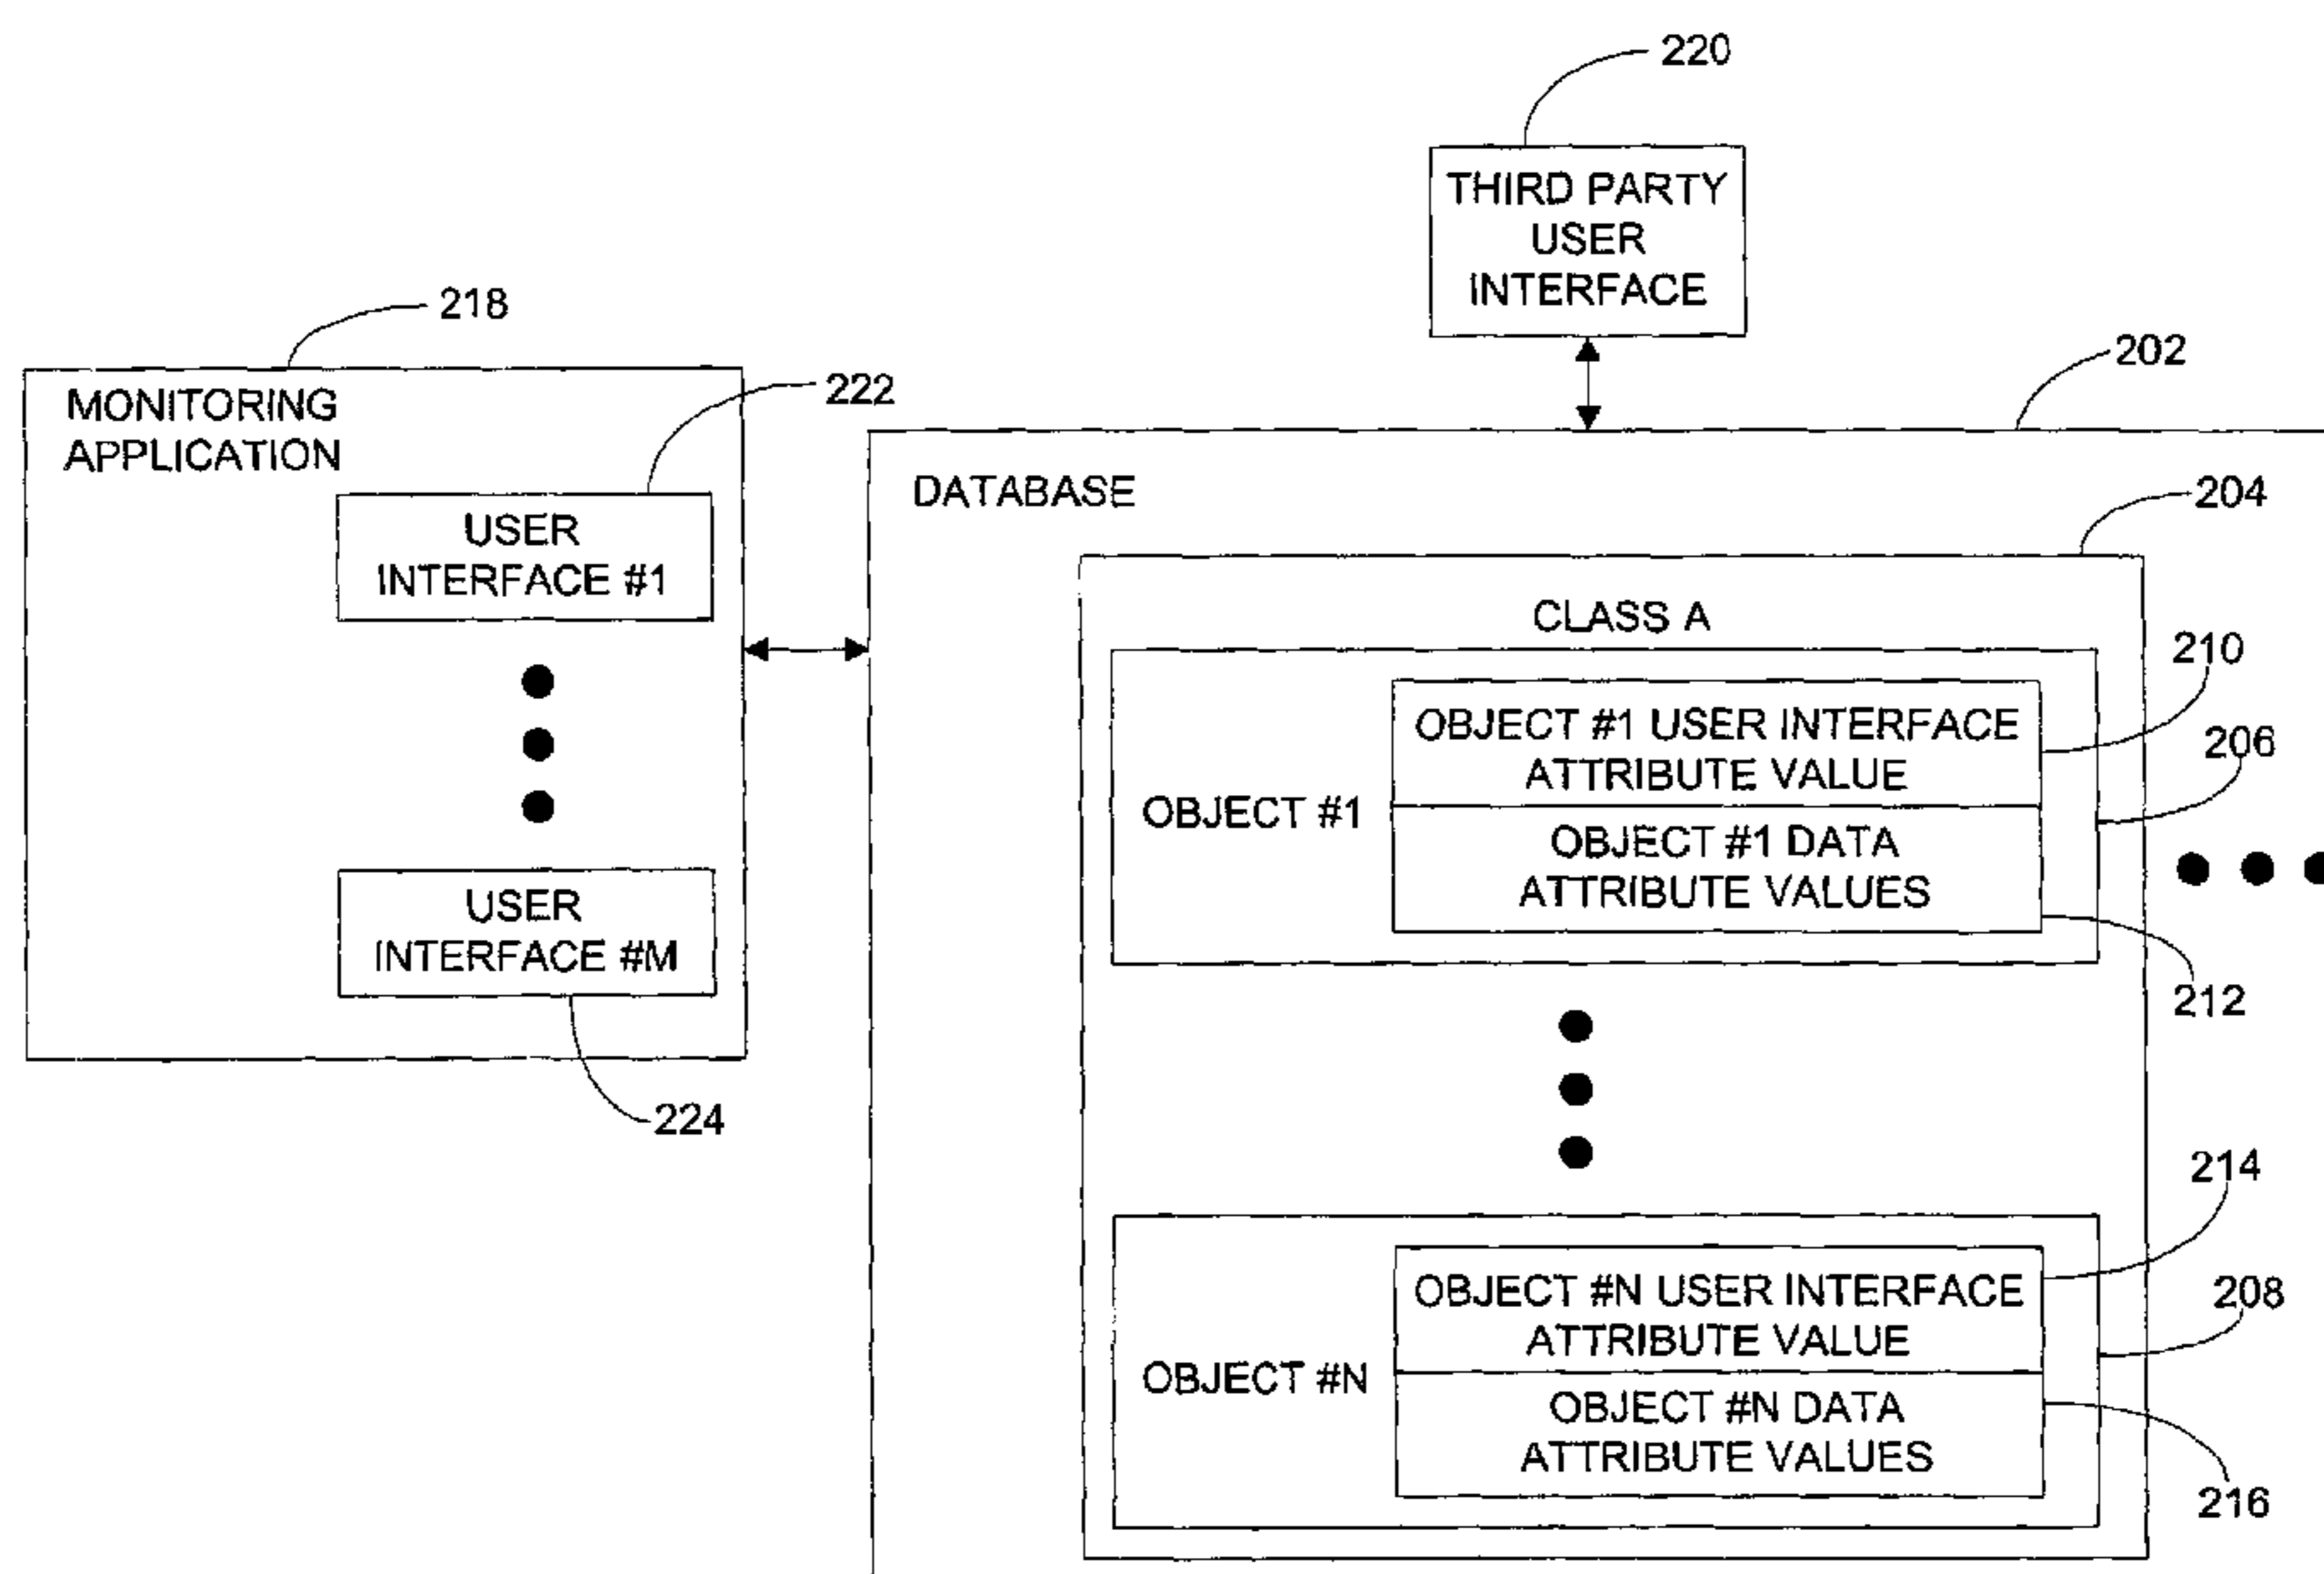 220
THIRD PARTY
USER
INTERFACE
218
202
MONITORING
APPLICATION
222
USER
INTERFACE #1
USER
INTERFACE #M
224
DATABASE
204
CLASS A
210
OBJECT #1 USER INTERFACE
ATTRIBUTE VALUE
206
OBJECT #1
OBJECT #1 DATA
ATTRIBUTE VALUES
212
214
OBJECT #N USER INTERFACE
ATTRIBUTE VALUE
208
OBJECT #N
OBJECT #N DATA
ATTRIBUTE VALUES
216